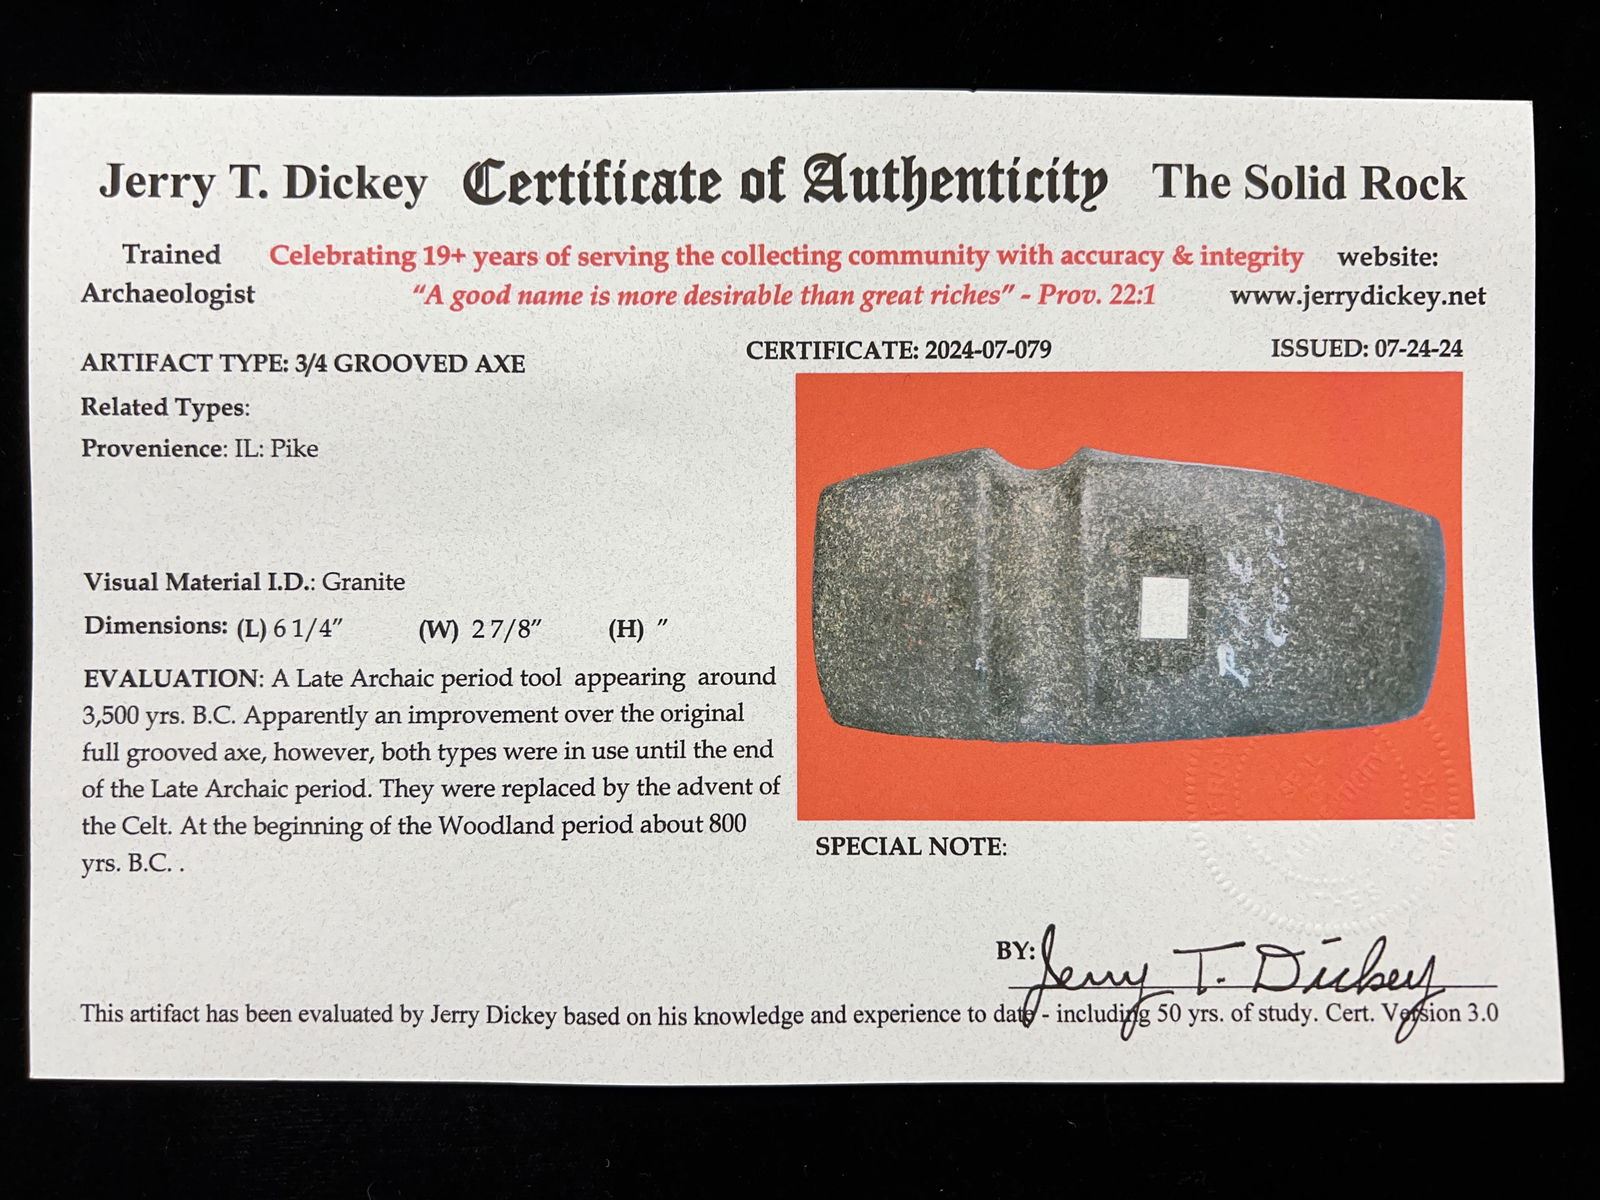 Jerry T. Dickey Certificate of Authenticity The Solid Rock
Trained Celebrating 19+ years of serving the collecting community with accuracy & integrity website:
Archaeologist "A good name is more desirable than great riches" - Prov. 22:1 www.jerrydickey.net
CERTIFICATE: 2024-07-079 ISSUED: 07-24-24
ARTIFACT TYPE: 3/4 GROOVED AXE
Related Types:
Provenience: IL: Pike
Visual Material I.D.: Granite
Dimensions: (L) 6 1/4" (W) 2 7/8" (H) "
EVALUATION: A Late Archaic period tool appearing around
3,500 yrs. B.C. Apparently an improvement over the original
full grooved axe, however, both types were in use until the end
of the Late Archaic period. They were replaced by the advent of
the Celt. At the beginning of the Woodland period about 800
yrs. B.C. .
SPECIAL NOTE:
BY: Jerry T. Dickey
This artifact has been evaluated by Jerry Dickey based on his knowledge and experience to date - including 50 yrs. of study. Cert. Version 3.0